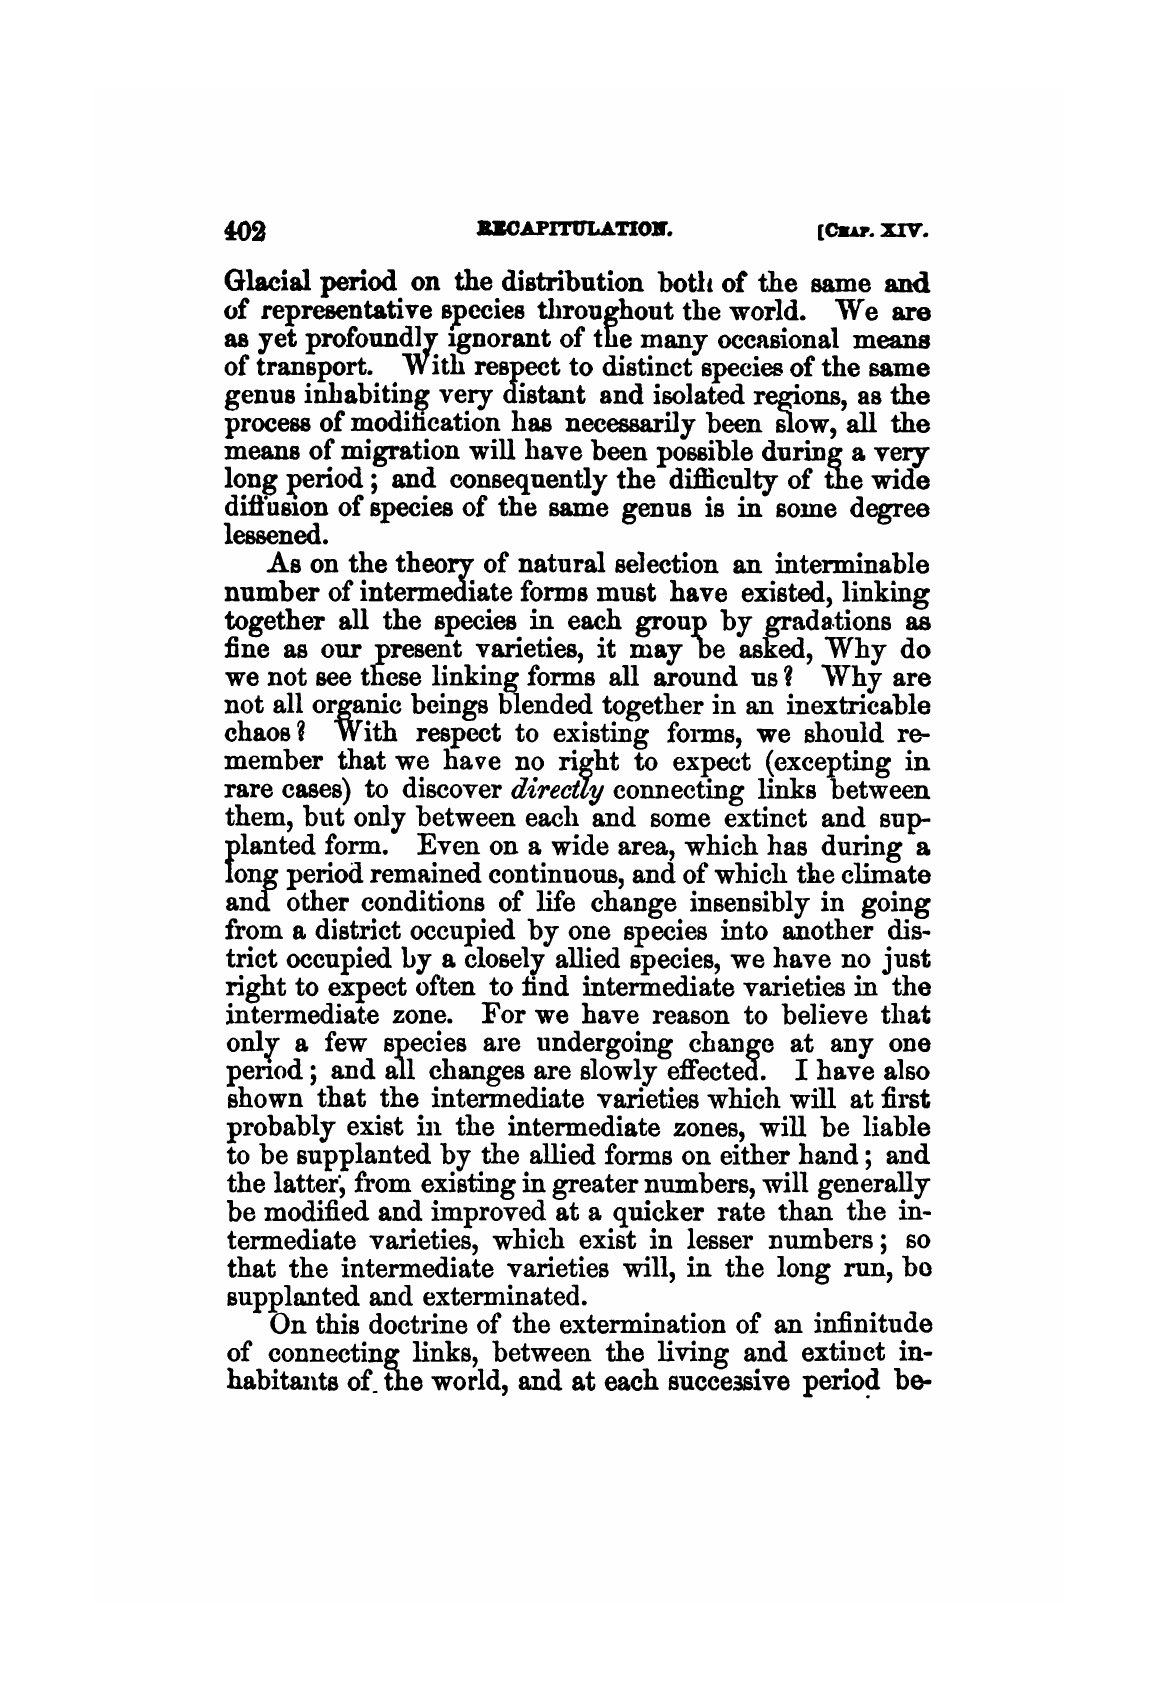 402 RECAPITULATION. [CHAP. XIV.
Glacial period on the distribution both of the same and
of representative species throughout the world. We are
as yet profoundly ignorant of the many occasional means
of transport. With respect to distinct species of the same
genus inhabiting very distant and isolated regions, as the
process of modification has necessarily been slow, all the
means of migration will have been possible during a very
long period; and consequently the difficulty of the wide
diffusion of species of the same genus is in some degree
lessened.
As on the theory of natural selection an interminable
number of intermediate forms must have existed, linking
together all the species in each group by gradations as
fine as our present varieties, it may be asked, Why do
we not see these linking forms all around us? Why are
not all organic beings blended together in an inextricable
chaos? With respect to existing forms, we should re-
member that we have no right to expect (excepting in
rare cases) to discover directly connecting links between
them, but only between each and some extinct and sup-
planted form. Even on a wide area, which has during a
long period remained continuous, and of which the climate
and other conditions of life change insensibly in going
from a district occupied by one species into another dis-
trict occupied by a closely allied species, we have no just
right to expect often to find intermediate varieties in the
intermediate zone. For we have reason to believe that
only a few species are undergoing change at any one
period; and all changes are slowly effected. I have also
shown that the intermediate varieties which will at first
probably exist in the intermediate zones, will be liable
to be supplanted by the allied forms on either hand; and
the latter, from existing in greater numbers, will generally
be modified and improved at a quicker rate than the in-
termediate varieties, which exist in lesser numbers; so
that the intermediate varieties will, in the long run, be
supplanted and exterminated.
On this doctrine of the extermination of an infinitude
of connecting links, between the living and extinct in-
habitants of the world, and at each successive period be-